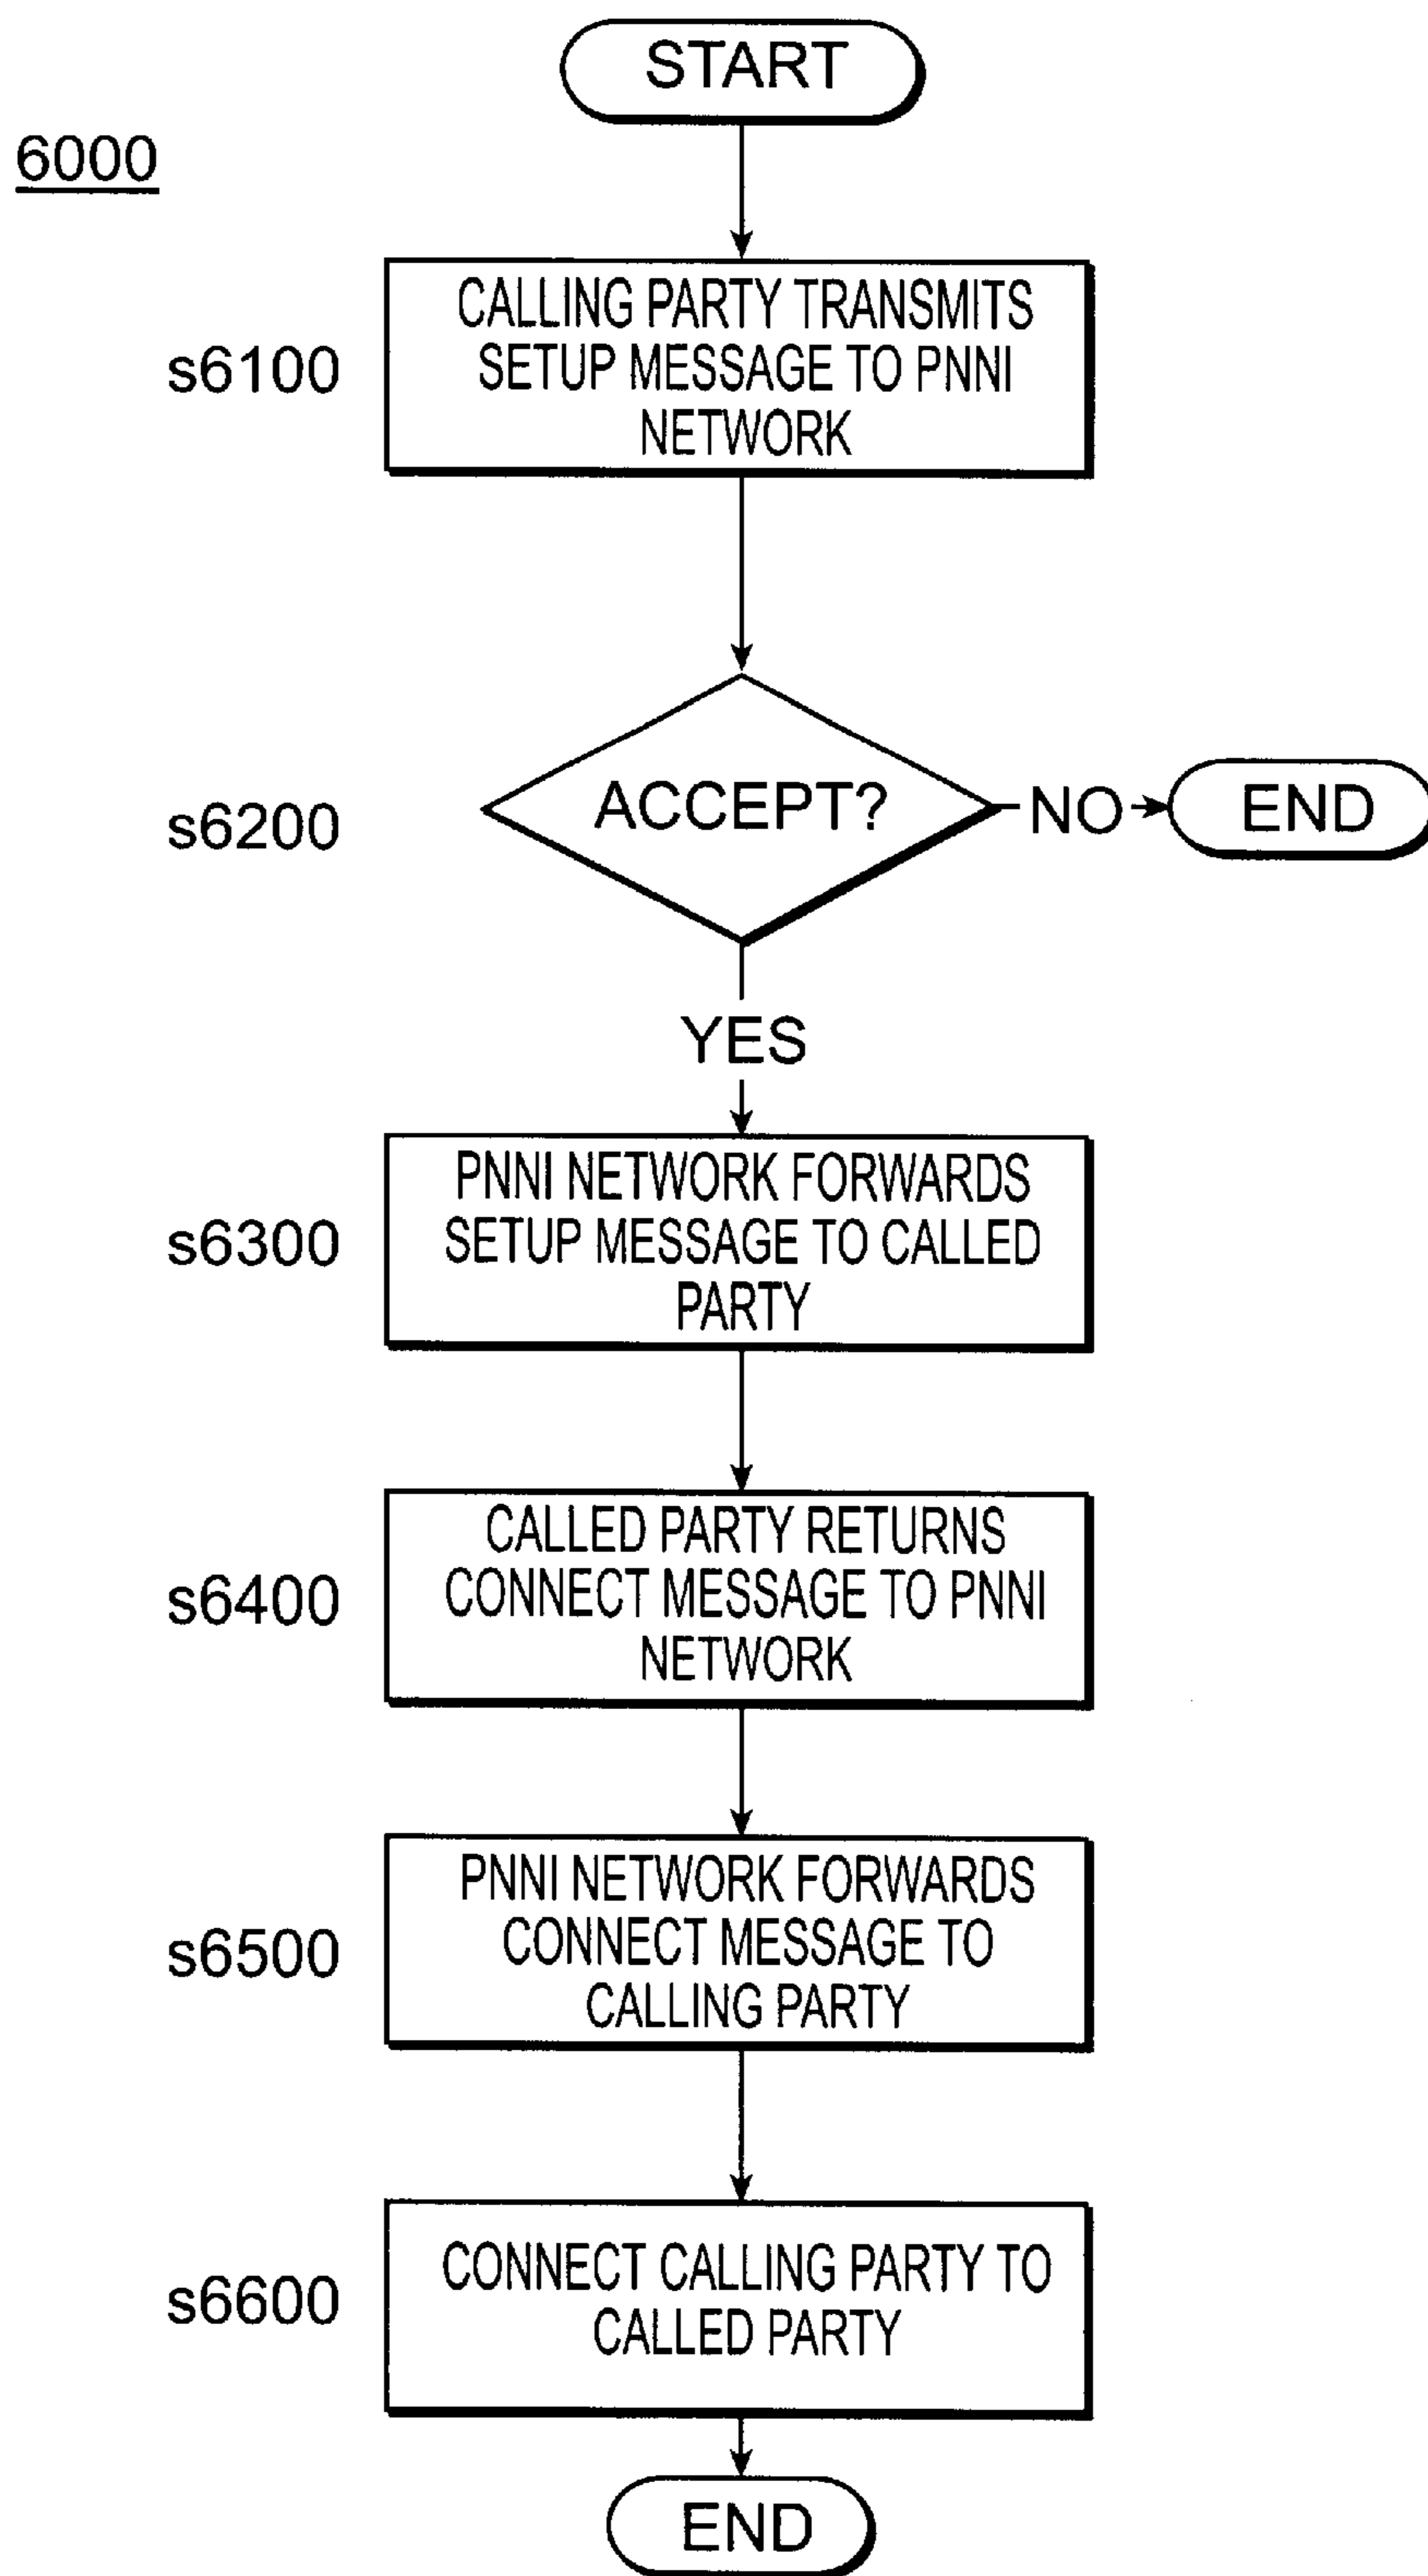 START
6000
s6100
CALLING PARTY TRANSMITS
SETUP MESSAGE TO PNNI
NETWORK
s6200
ACCEPT?
NO
END
YES
s6300
PNNI NETWORK FORWARDS
SETUP MESSAGE TO CALLED
PARTY
s6400
CALLED PARTY RETURNS
CONNECT MESSAGE TO PNNI
NETWORK
s6500
PNNI NETWORK FORWARDS
CONNECT MESSAGE TO
CALLING PARTY
s6600
CONNECT CALLING PARTY TO
CALLED PARTY
END